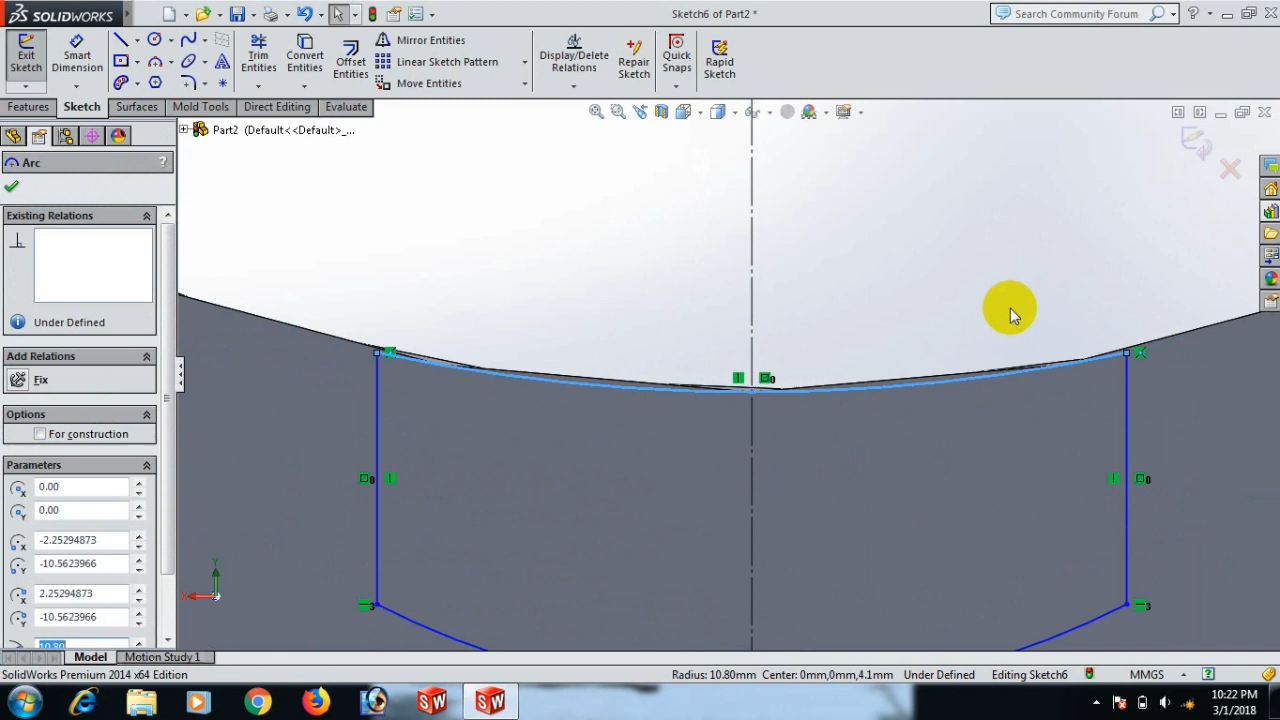 SOLIDWORKS
Sketch6 of Part2 *
Search Community Forum
Exit Sketch
Smart Dimension
Trim Entities
Convert Entities
Offset Entities
Mirror Entities
Linear Sketch Pattern
Move Entities
Display/Delete Relations
Repair Sketch
Quick Snaps
Rapid Sketch
Features
Sketch
Surfaces
Mold Tools
Direct Editing
Evaluate
Part2 (Default<<Default>_...
Arc
?
Existing Relations
Under Defined
Add Relations
Fix
Options
For construction
Parameters
0.00
0.00
-2.25294873
-10.5623966
2.25294873
-10.5623966
10.80
Y
X
Model
Motion Study 1
SolidWorks Premium 2014 x64 Edition
Radius: 10.80mm Center: 0mm,0mm,4.1mm
Under Defined
Editing Sketch6
MMGS
10:22 PM
3/1/2018